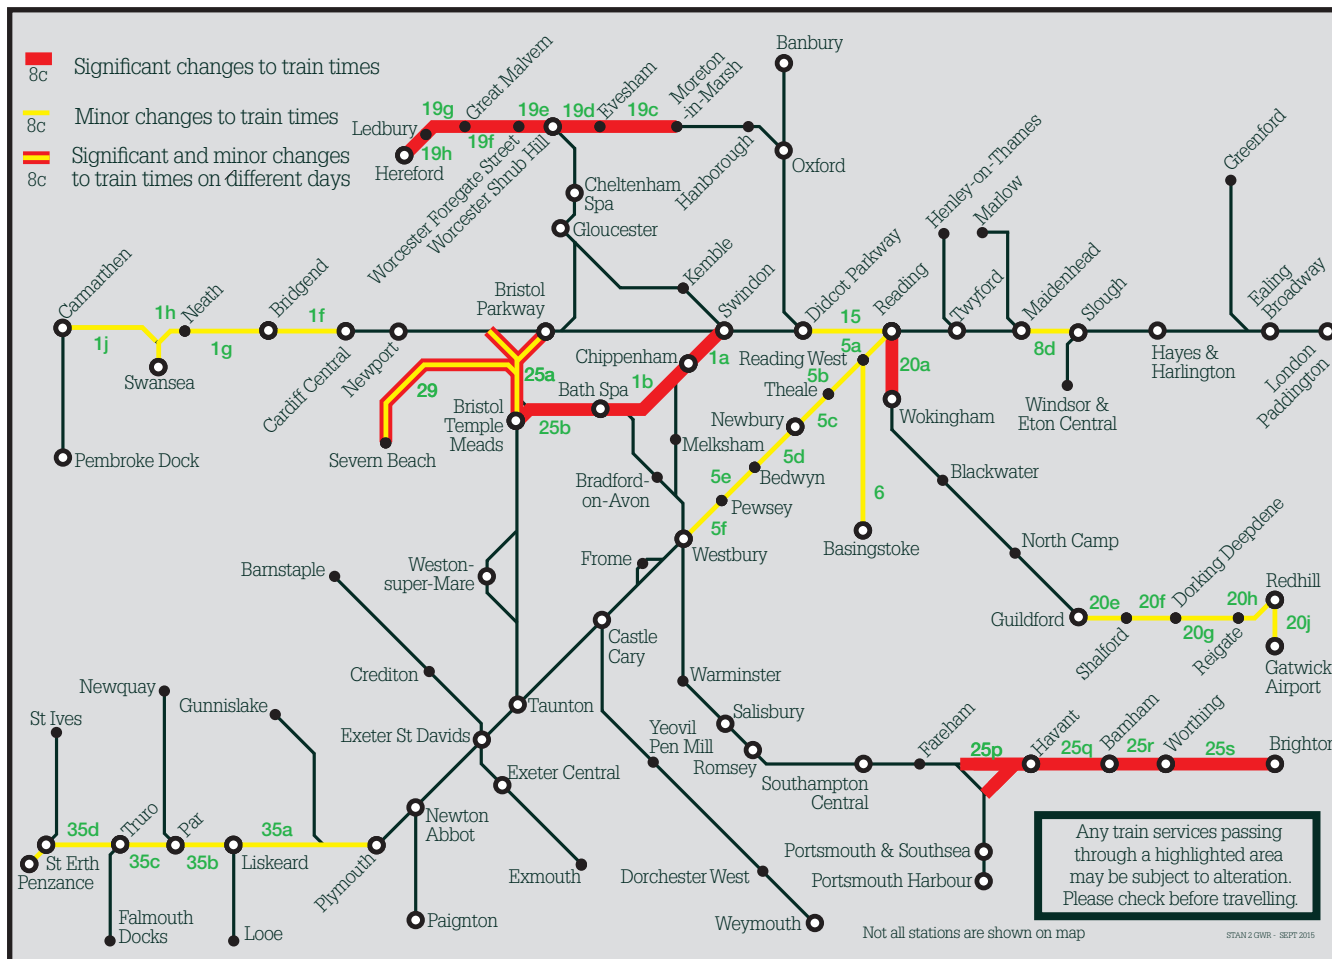 8c
Significant changes to train times
8c
Minor changes to train times
8c
Significant and minor changes
to train times on different days
Banbury
Moreton
-in-Marsh
Evesham
Great Malvern
Ledbury
Hereford
19g
19h
19f
19e
19d
19c
Worcester Foregate Street
Worcester Shrub Hill
Hanborough
Oxford
Cheltenham
Spa
Gloucester
Kemble
Swindon
Didcot Parkway
Reading
Henley-on-Thames
Marlow
Twyford
Maidenhead
Slough
Greenford
Ealing
Broadway
Hayes &
Harlington
London
Paddington
Windsor &
Eton Central
Carmarthen
1j
1h
Neath
1g
Bridgend
1f
Swansea
Cardiff Central
Newport
Bristol
Parkway
Pembroke Dock
29
25a
Severn Beach
Bristol
Temple
Meads
25b
Bath Spa
1b
Chippenham
1a
15
8d
Reading West
5a
5b
Theale
5c
Newbury
5d
Bedwyn
5e
Pewsey
5f
Westbury
6
Basingstoke
20a
Wokingham
Blackwater
North Camp
Guildford
20e
Shalford
20f
Dorking Deepdene
20g
Reigate
20h
Redhill
20j
Gatwick
Airport
Melksham
Bradford-
on-Avon
Frome
Weston-
super-Mare
Castle
Cary
Warminster
Salisbury
Romsey
Yeovil
Pen Mill
Southampton
Central
Fareham
25p
Havant
25q
Barnham
25r
Worthing
25s
Brighton
Portsmouth & Southsea
Portsmouth Harbour
Dorchester West
Weymouth
Barnstaple
Crediton
Taunton
Exeter St Davids
Exeter Central
Exmouth
Newton
Abbot
Paignton
Newquay
Gunnislake
St Ives
35d
Truro
35c
Par
35b
35a
Liskeard
Plymouth
St Erth
Penzance
Falmouth
Docks
Looe
Any train services passing
through a highlighted area
may be subject to alteration.
Please check before travelling.
Not all stations are shown on map
STAN 2 GWR - SEPT 2015